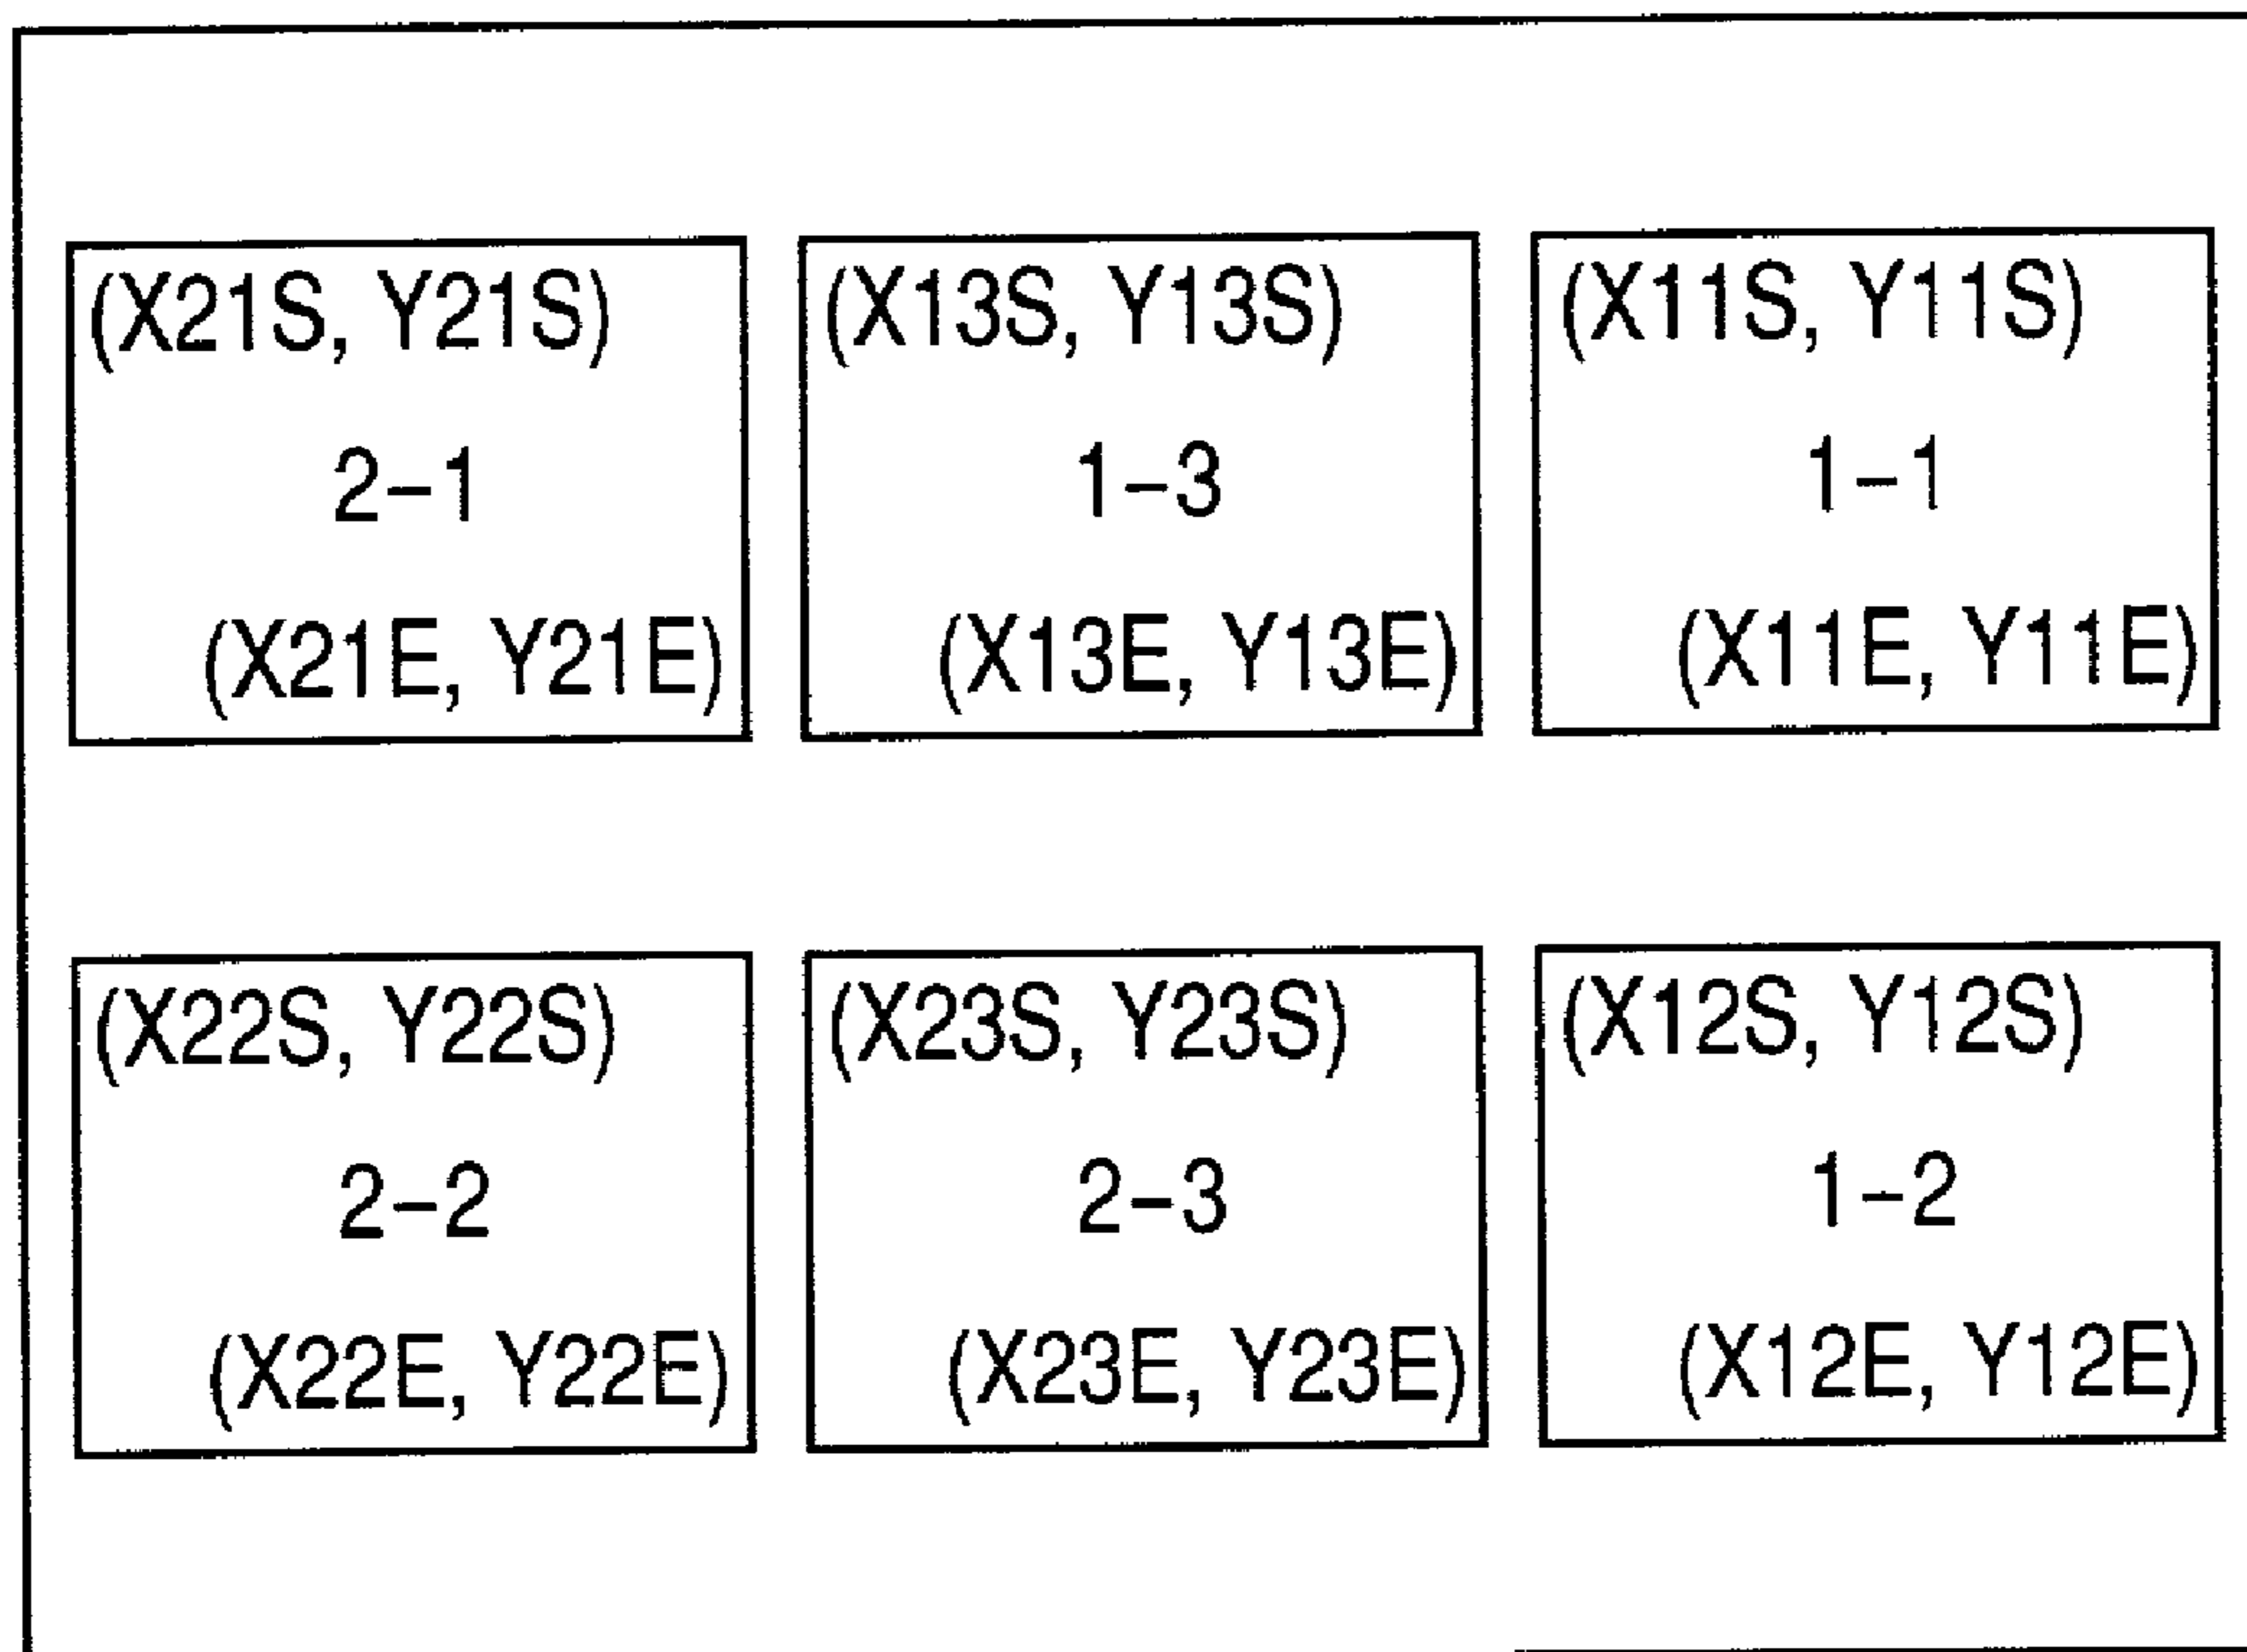 (X21S, Y21S)
2–1
(X21E, Y21E)
(X13S, Y13S)
1–3
(X13E, Y13E)
(X11S, Y11S)
1–1
(X11E, Y11E)
(X22S, Y22S)
2–2
(X22E, Y22E)
(X23S, Y23S)
2–3
(X23E, Y23E)
(X12S, Y12S)
1–2
(X12E, Y12E)